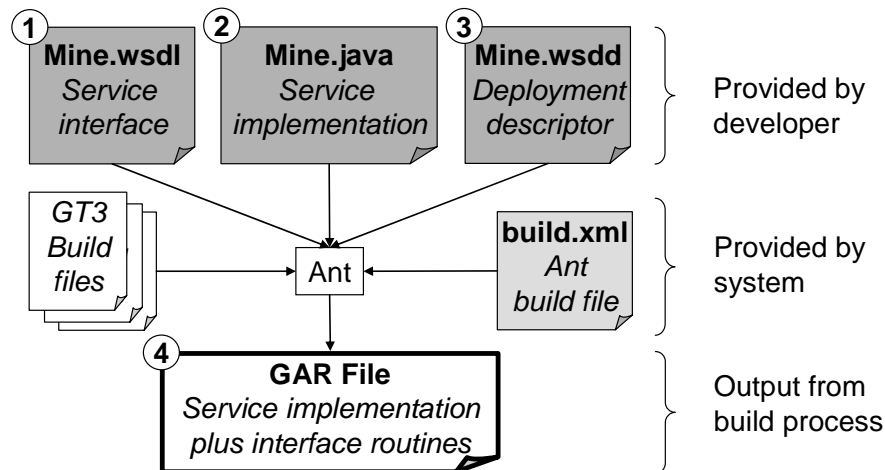 1
Mine.wsdl
Service
interface
2
Mine.java
Service
implementation
3
Mine.wsdd
Deployment
descriptor
Provided by
developer
GT3
Build
files
Ant
build.xml
Ant
build file
Provided by
system
4
GAR File
Service implementation
plus interface routines
Output from
build process